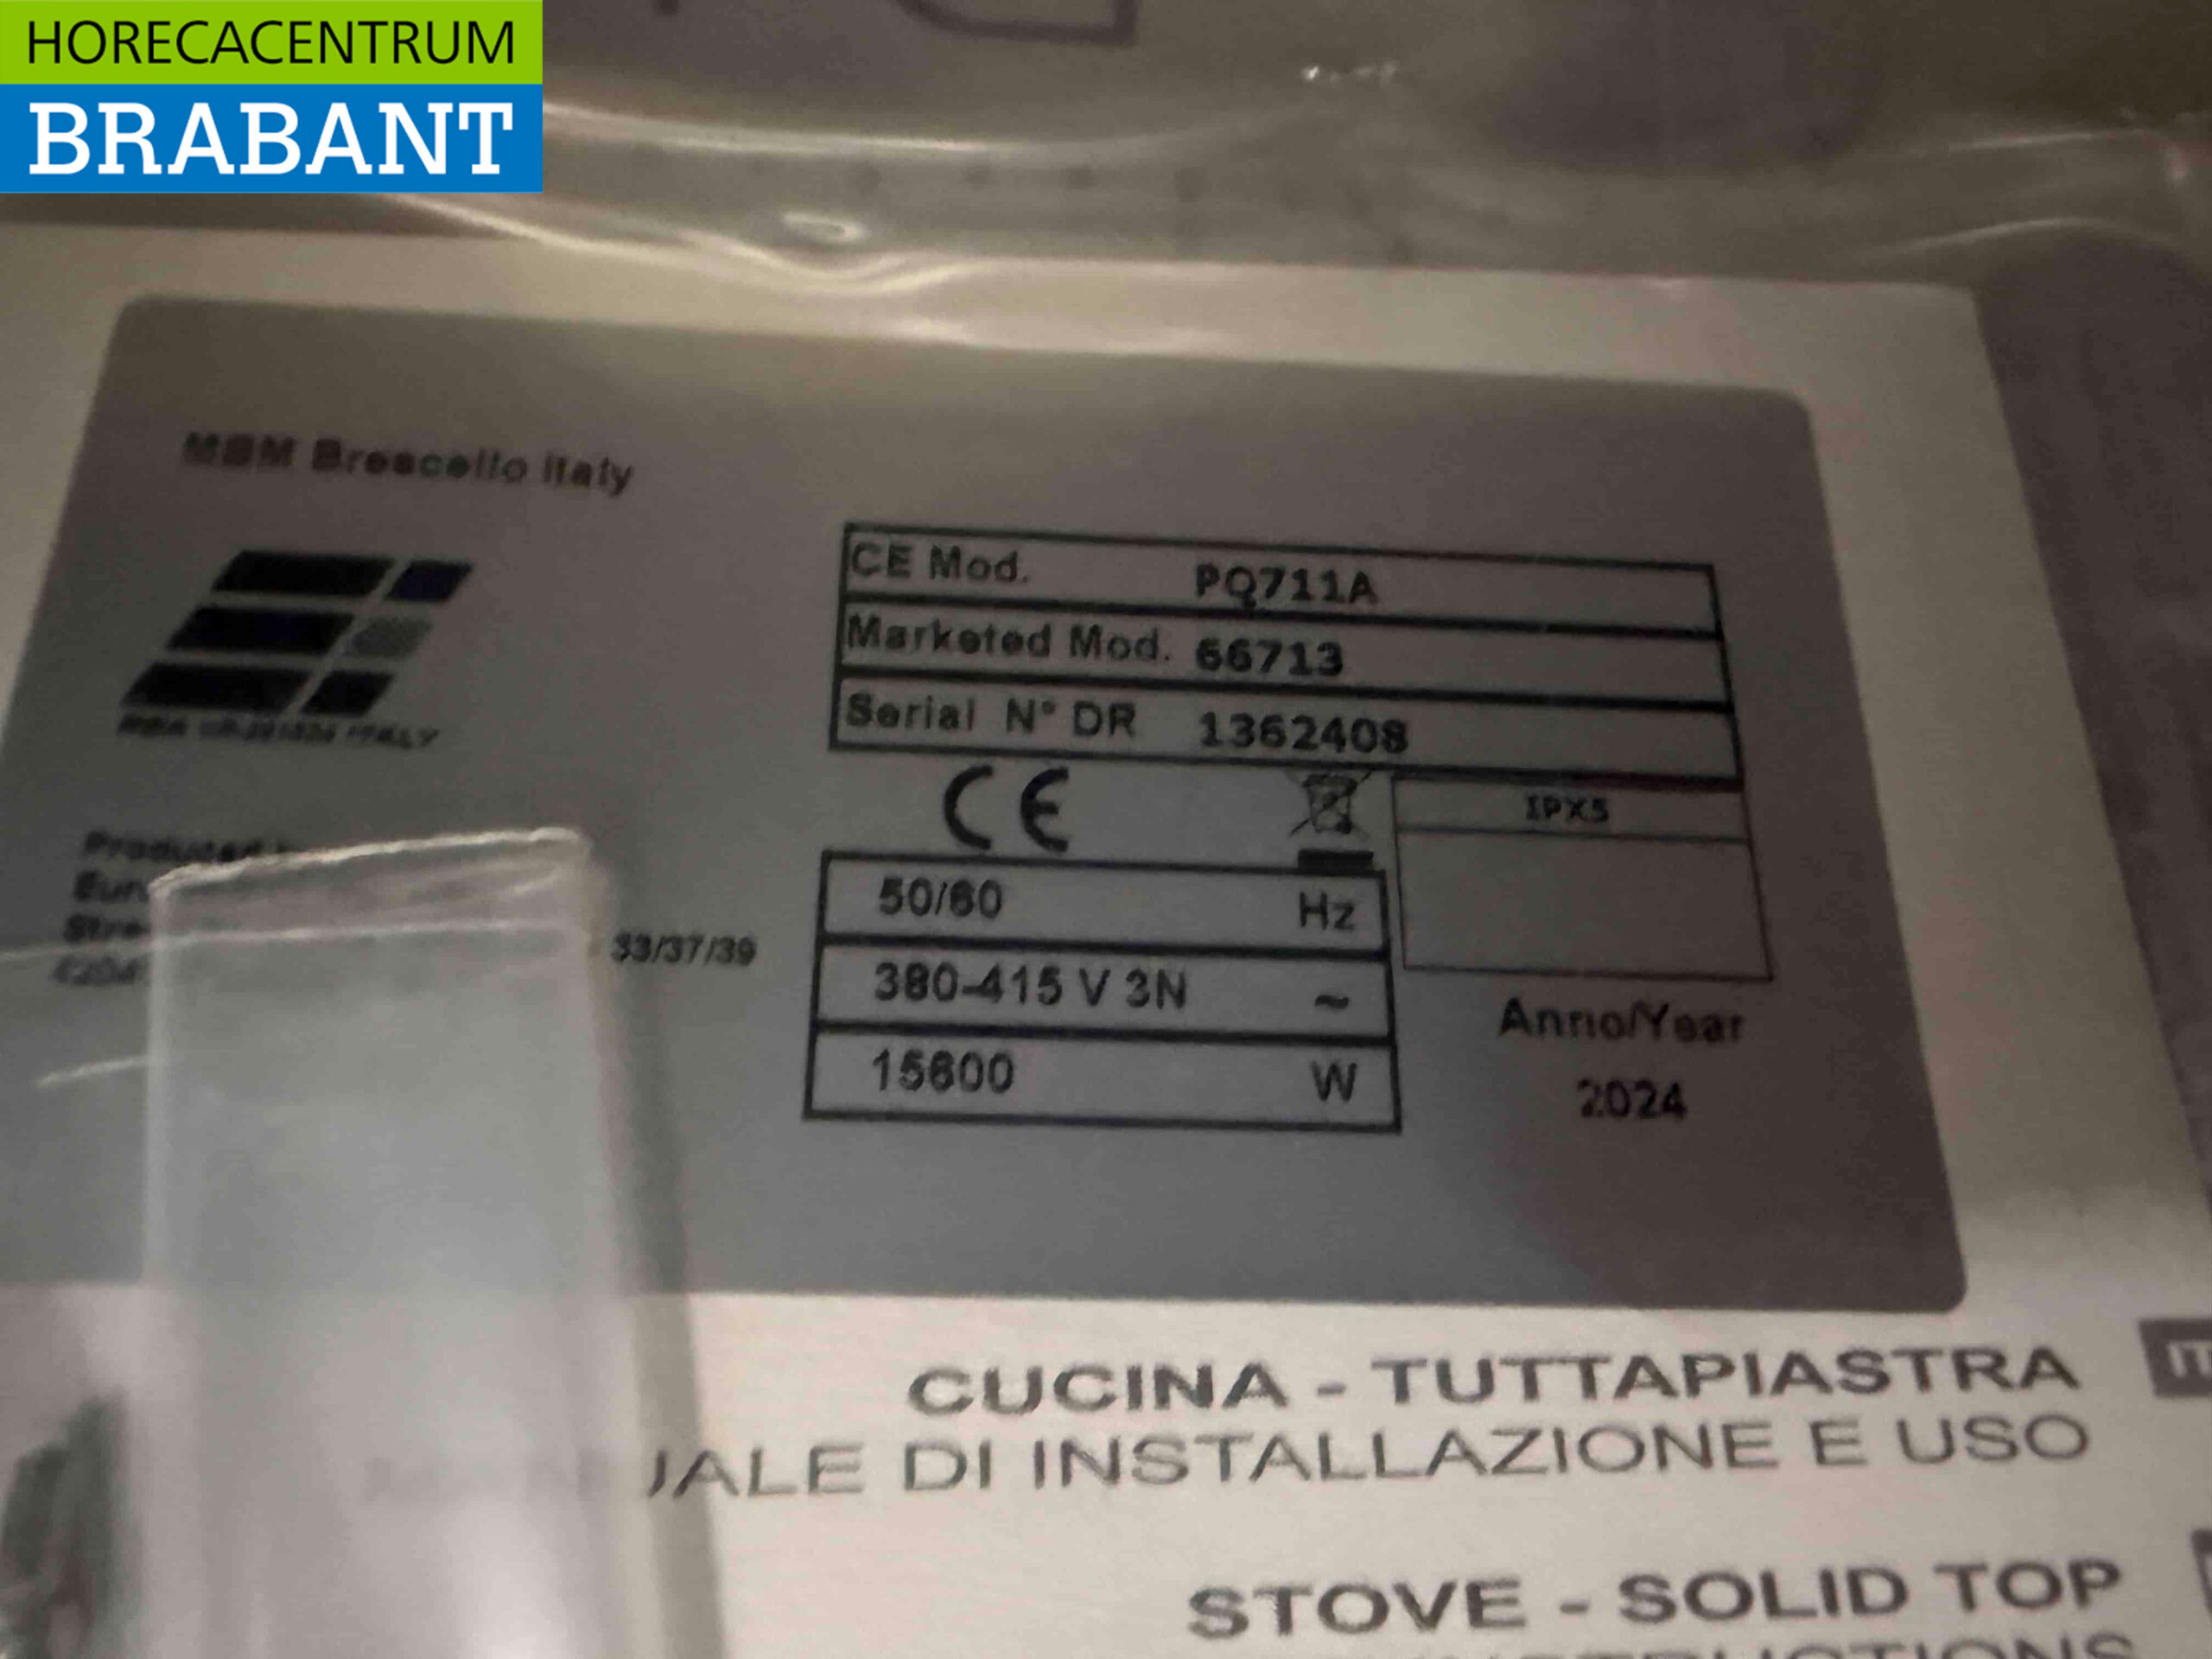 HORECACENTRUM
BRABANT
MBM Brescello Italy
CE Mod. PQ711A
Marketed Mod. 66713
Serial N° DR 1362408
CE
IPX5
50/60 Hz
33/37/39
380-415 V 3N ~
15600 W
Anno/Year
2024
CUCINA - TUTTAPIASTRA
UALE DI INSTALLAZIONE E USO
STOVE - SOLID TOP